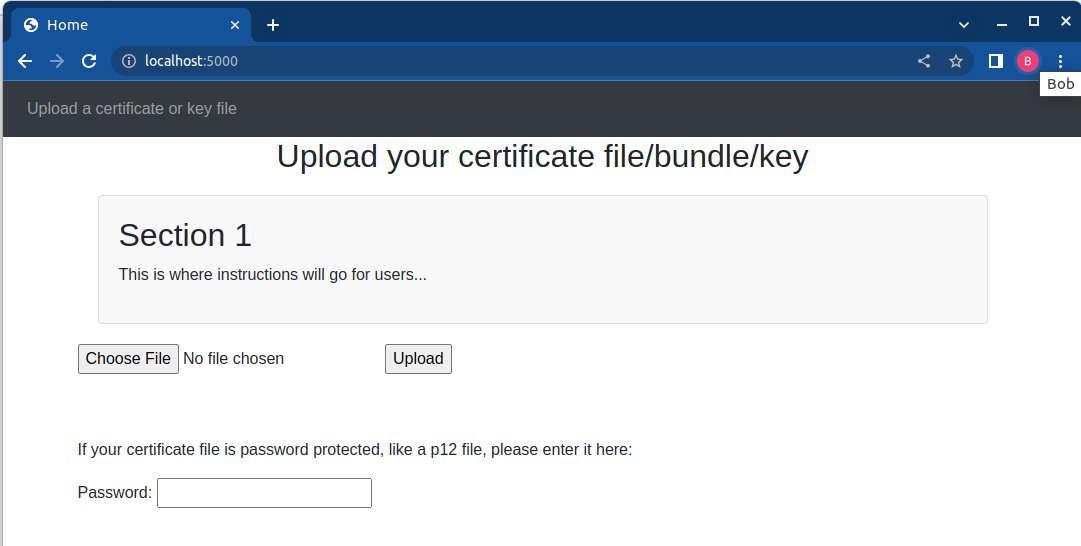 Home
localhost:5000
B
Bob
Upload a certificate or key file
Upload your certificate file/bundle/key
Section 1
This is where instructions will go for users...
Choose File No file chosen Upload
If your certificate file is password protected, like a p12 file, please enter it here:
Password: